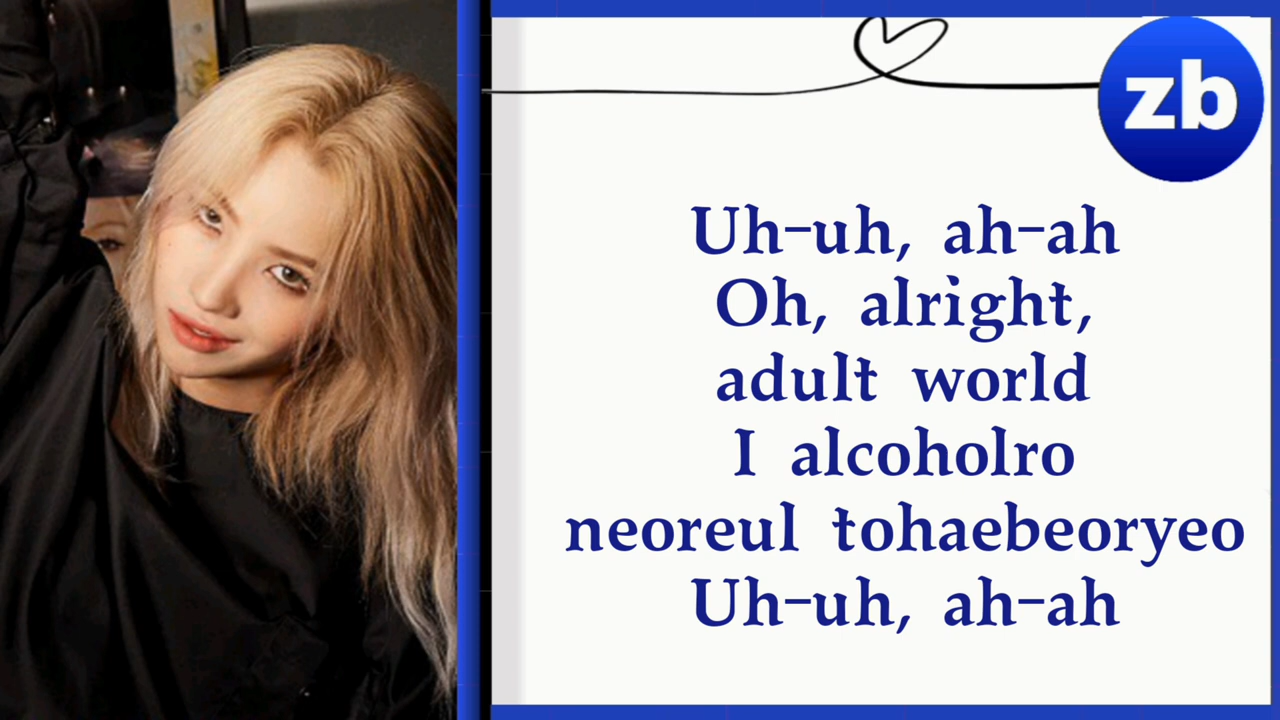 zb
Uh-uh, ah-ah
Oh, alright,
adult world
I alcoholro
neoreul tohaebeoryeo
Uh-uh, ah-ah